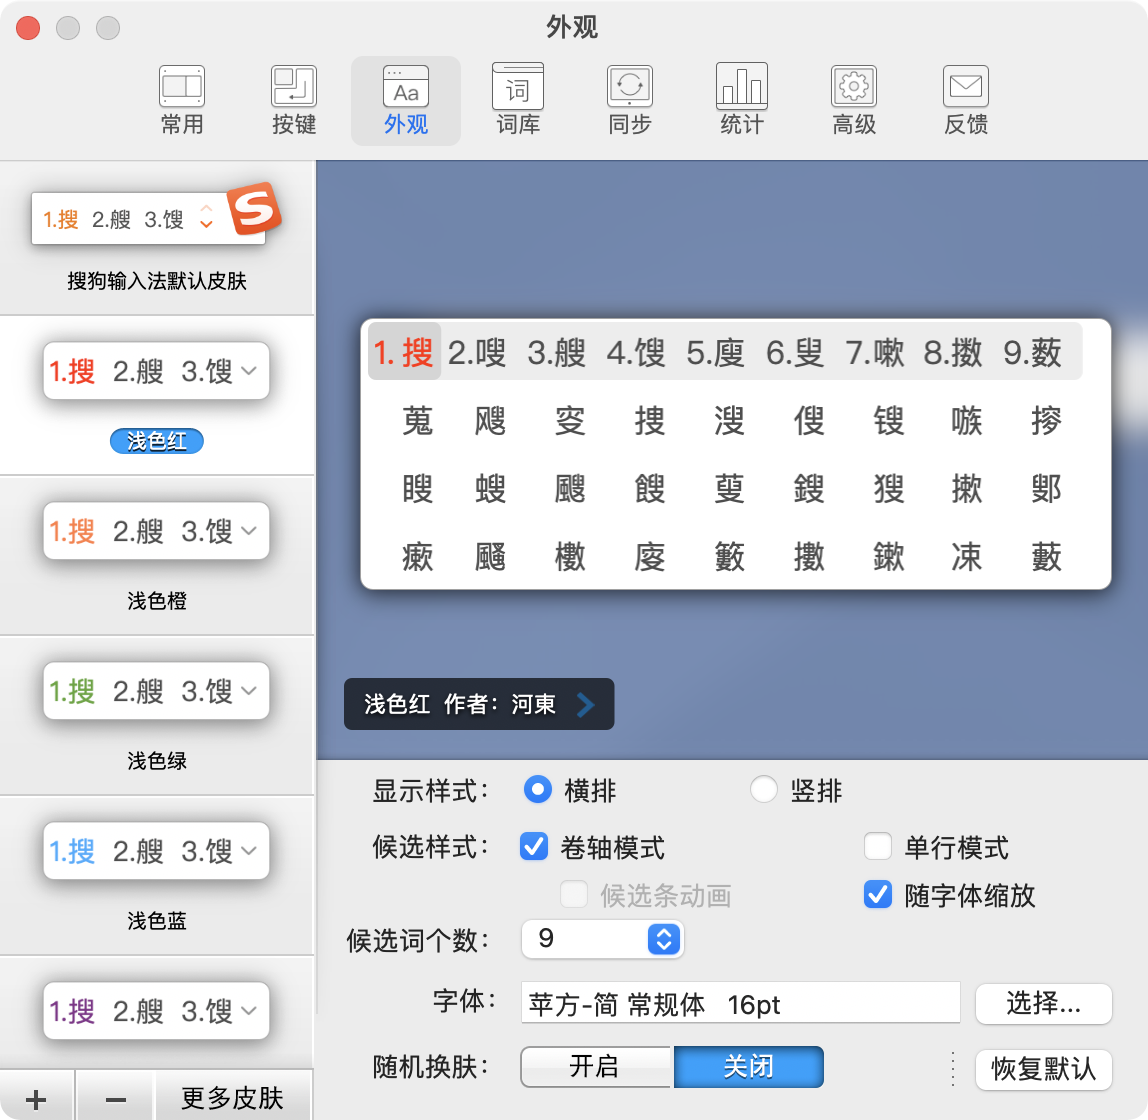 外观
常用 按键 外观 词库 同步 统计 高级 反馈
1.搜 2.艘 3.馊
搜狗输入法默认皮肤
1.搜 2.艘 3.馊
浅色红
1.搜 2.艘 3.馊
浅色橙
1.搜 2.艘 3.馊
浅色绿
1.搜 2.艘 3.馊
浅色蓝
1.搜 2.艘 3.馊
更多皮肤
1. 搜 2.嗖 3.艘 4.馊 5.廋 6.叟 7.嗽 8.擞 9.薮
蒐 飕 叜 捜 溲 傁 锼 嗾 摉
瞍 螋 颼 餿 蓃 鎪 獀 摗 鄋
瘶 廀 籔 擻 鏉 涑 藪
浅色红 作者：河東
显示样式： 横排 竖排
候选样式： 卷轴模式 单行模式
候选条动画 随字体缩放
候选词个数： 9
字体： 苹方-简 常规体 16pt 选择...
随机换肤： 开启 关闭 恢复默认